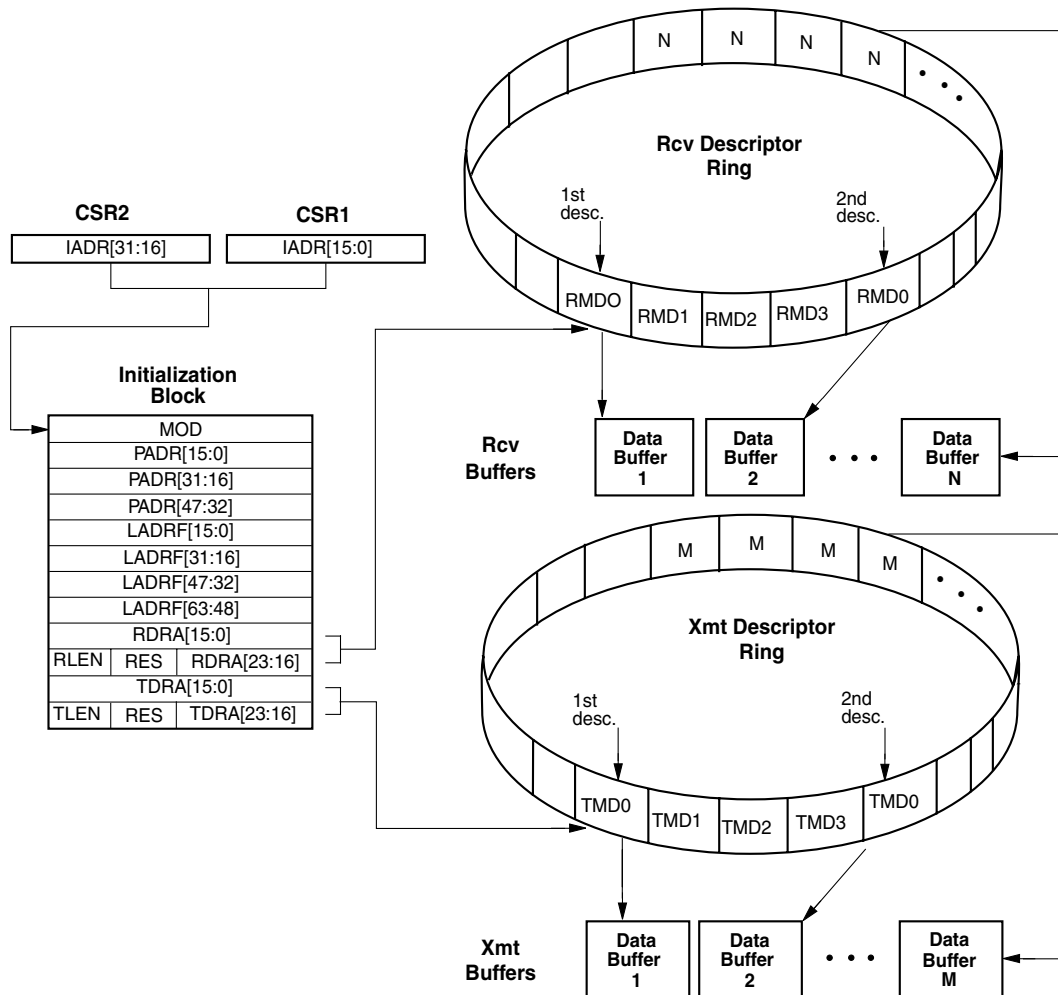 N N N N • • •
Rcv Descriptor
Ring
1st
desc.
2nd
desc.
RMDO RMD1 RMD2 RMD3 RMD0
CSR2
CSR1
IADR[31:16]
IADR[15:0]
Initialization
Block
MOD
PADR[15:0]
PADR[31:16]
PADR[47:32]
LADRF[15:0]
LADRF[31:16]
LADRF[47:32]
LADRF[63:48]
RDRA[15:0]
RLEN RES RDRA[23:16]
TDRA[15:0]
TLEN RES TDRA[23:16]
Rcv
Buffers
Data
Buffer
1
Data
Buffer
2
• • •
Data
Buffer
N
M M M M • • •
Xmt Descriptor
Ring
1st
desc.
2nd
desc.
TMD0 TMD1 TMD2 TMD3 TMD0
Xmt
Buffers
Data
Buffer
1
Data
Buffer
2
• • •
Data
Buffer
M